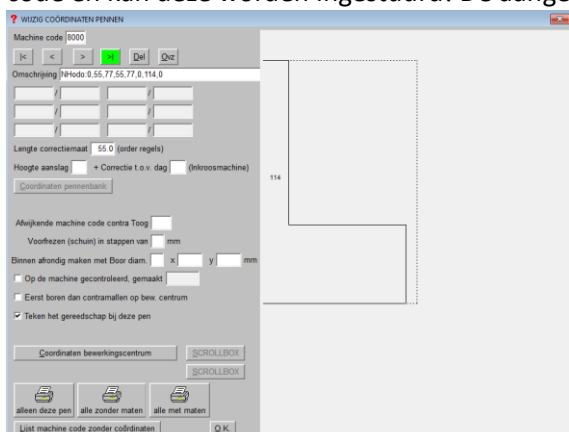 code en kan deze worden ingestuurd. De aange
? WIJZIG COÖRDINATEN PENNEN
Machine code 8000
|< < > >| Del Ovz
Omschrijving NHodo:0,55,77,55,77,0,114,0
/ /
/ /
/ /
Lengte correctiemaat 55.0 (order regels)
Hoogte aanslag + Correctie t.o.v. dag (Inkroosmachine)
Coordinaten pennenbank
114
Afwijkende machine code contra Toog
Voorfrezen (schuin) in stappen van mm
Binnen afrondig maken met Boor diam. x y mm
Op de machine gecontroleerd, gemaakt
Eerst boren dan contramallen op bew. centrum
Teken het gereedschap bij deze pen
Coordinaten bewerkingscentrum SCROLLBOX
SCROLLBOX
alleen deze pen alle zonder maten alle met maten
Lijst machine code zonder coördinaten O.K.